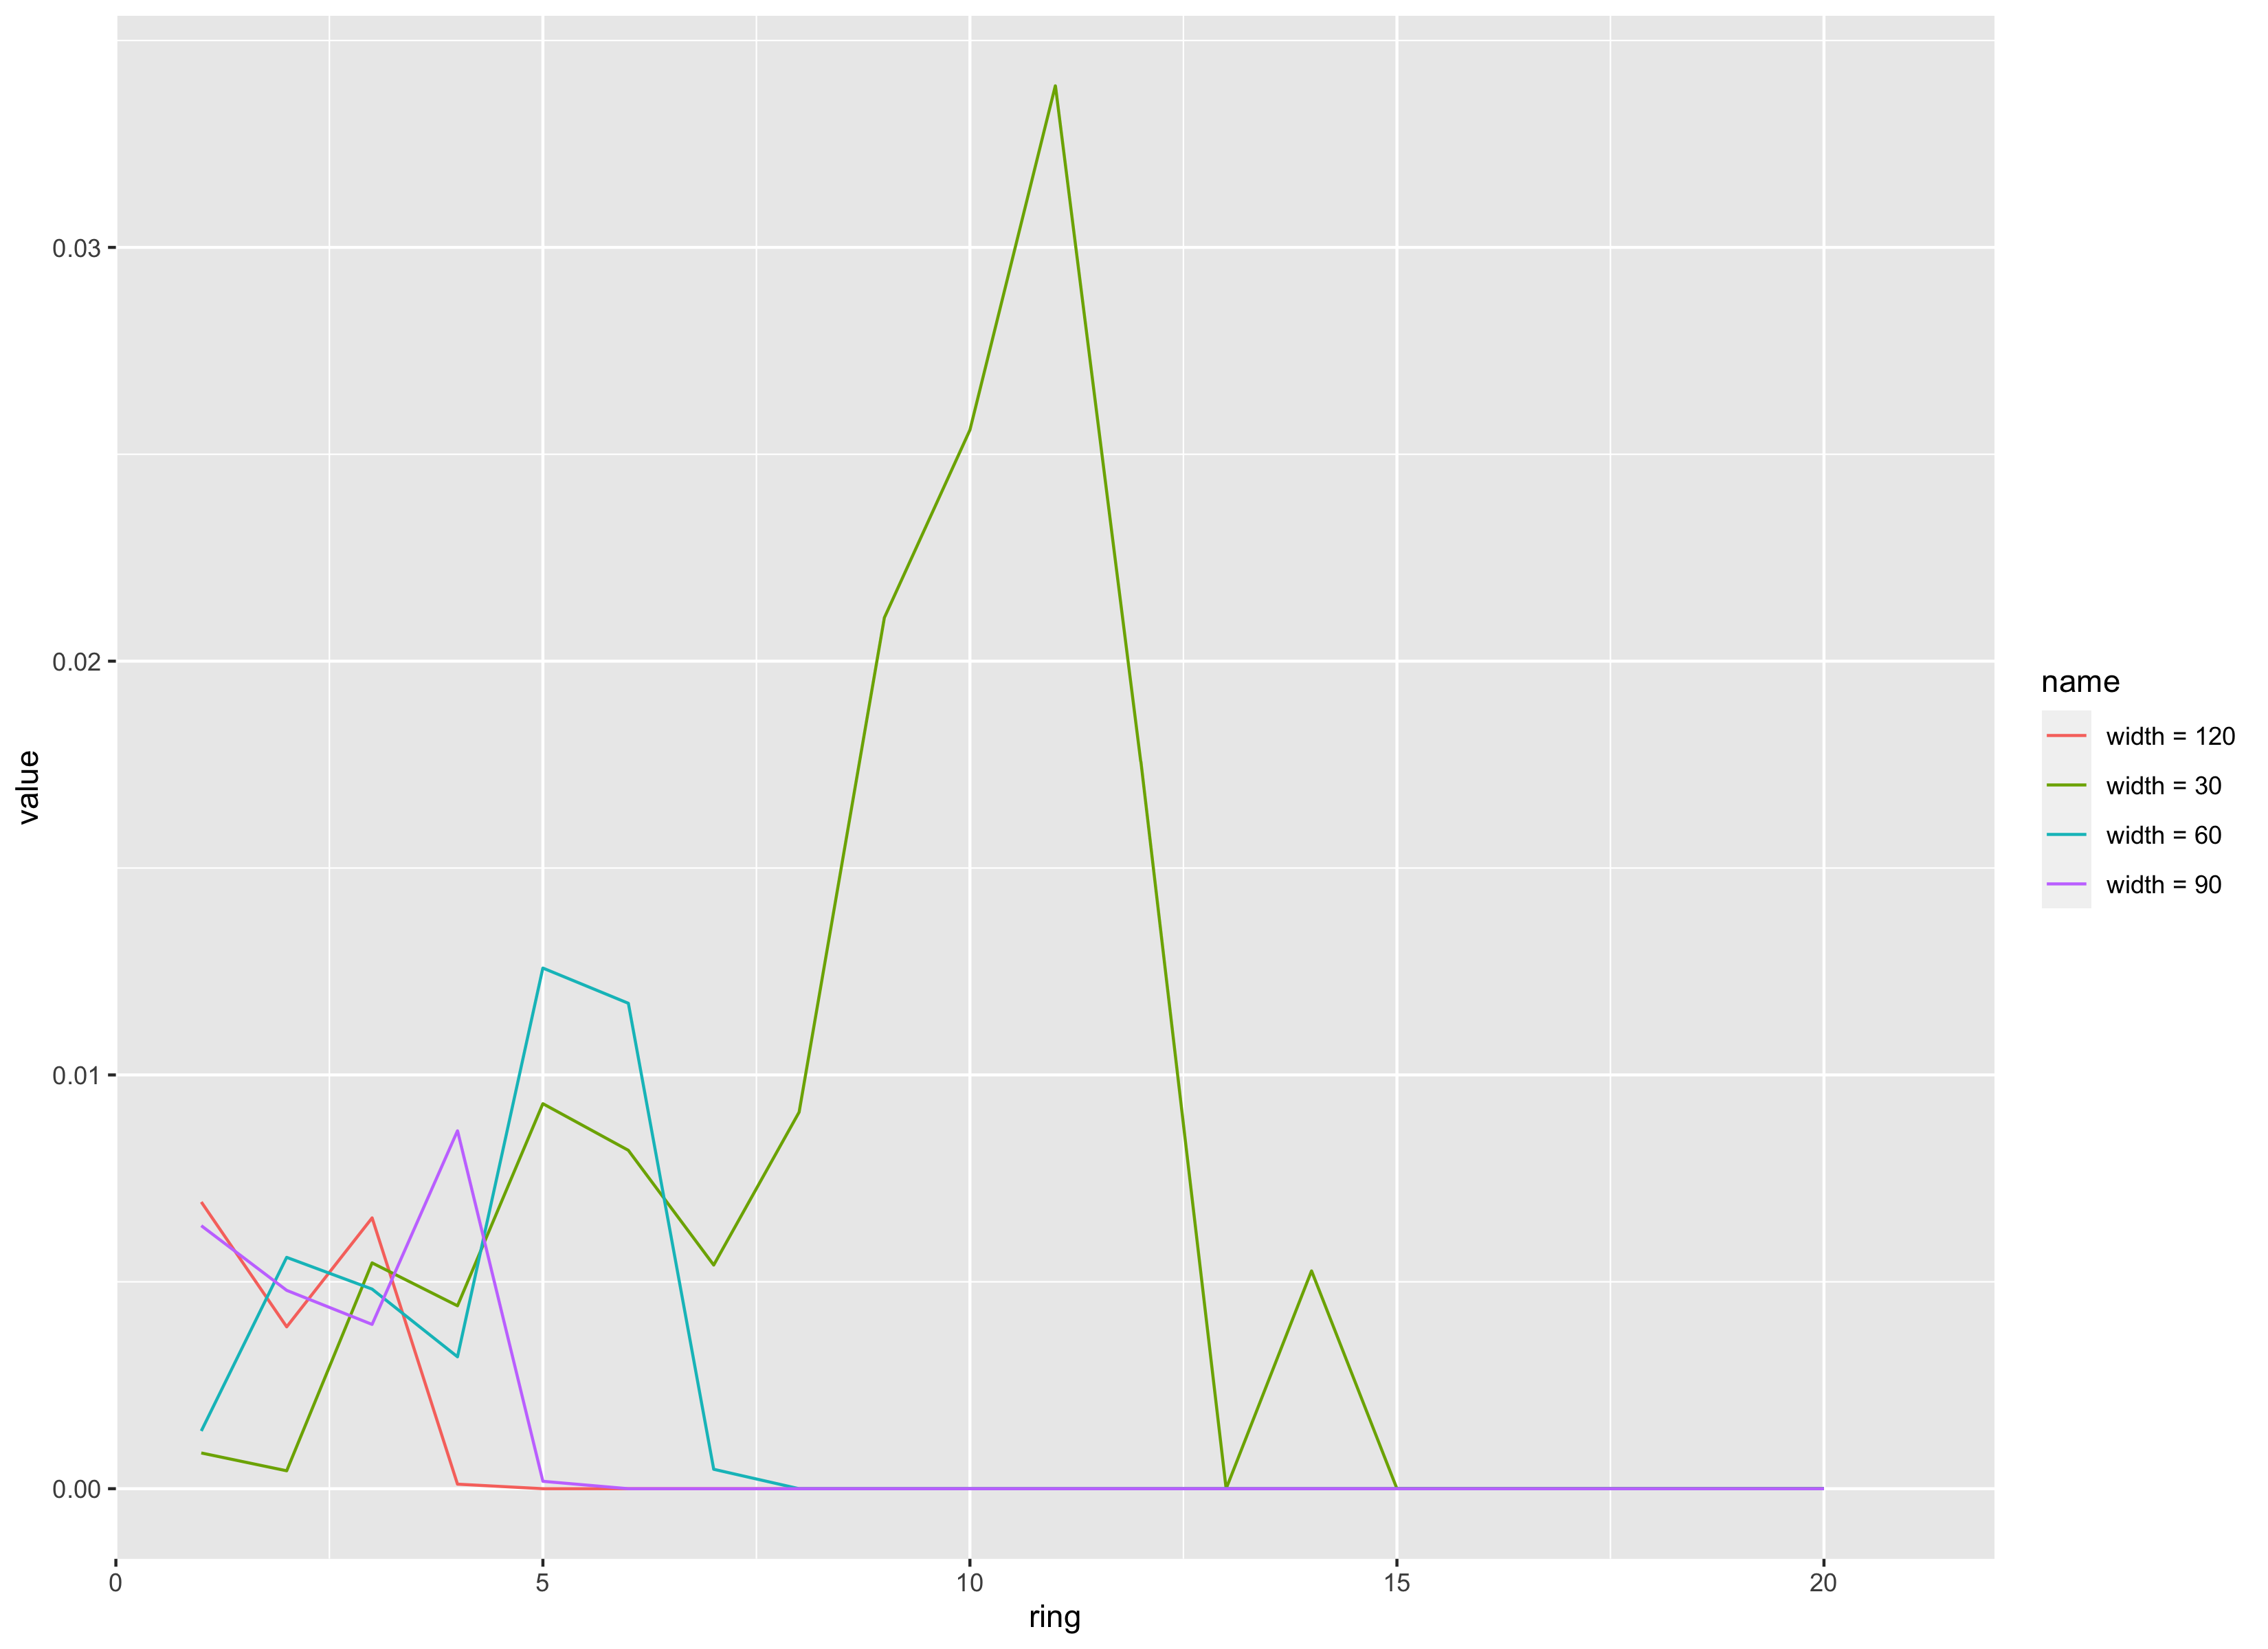 0.03
0.02
0.01
0.00
value
0 5 10 15 20
ring
name
width = 120
width = 30
width = 60
width = 90